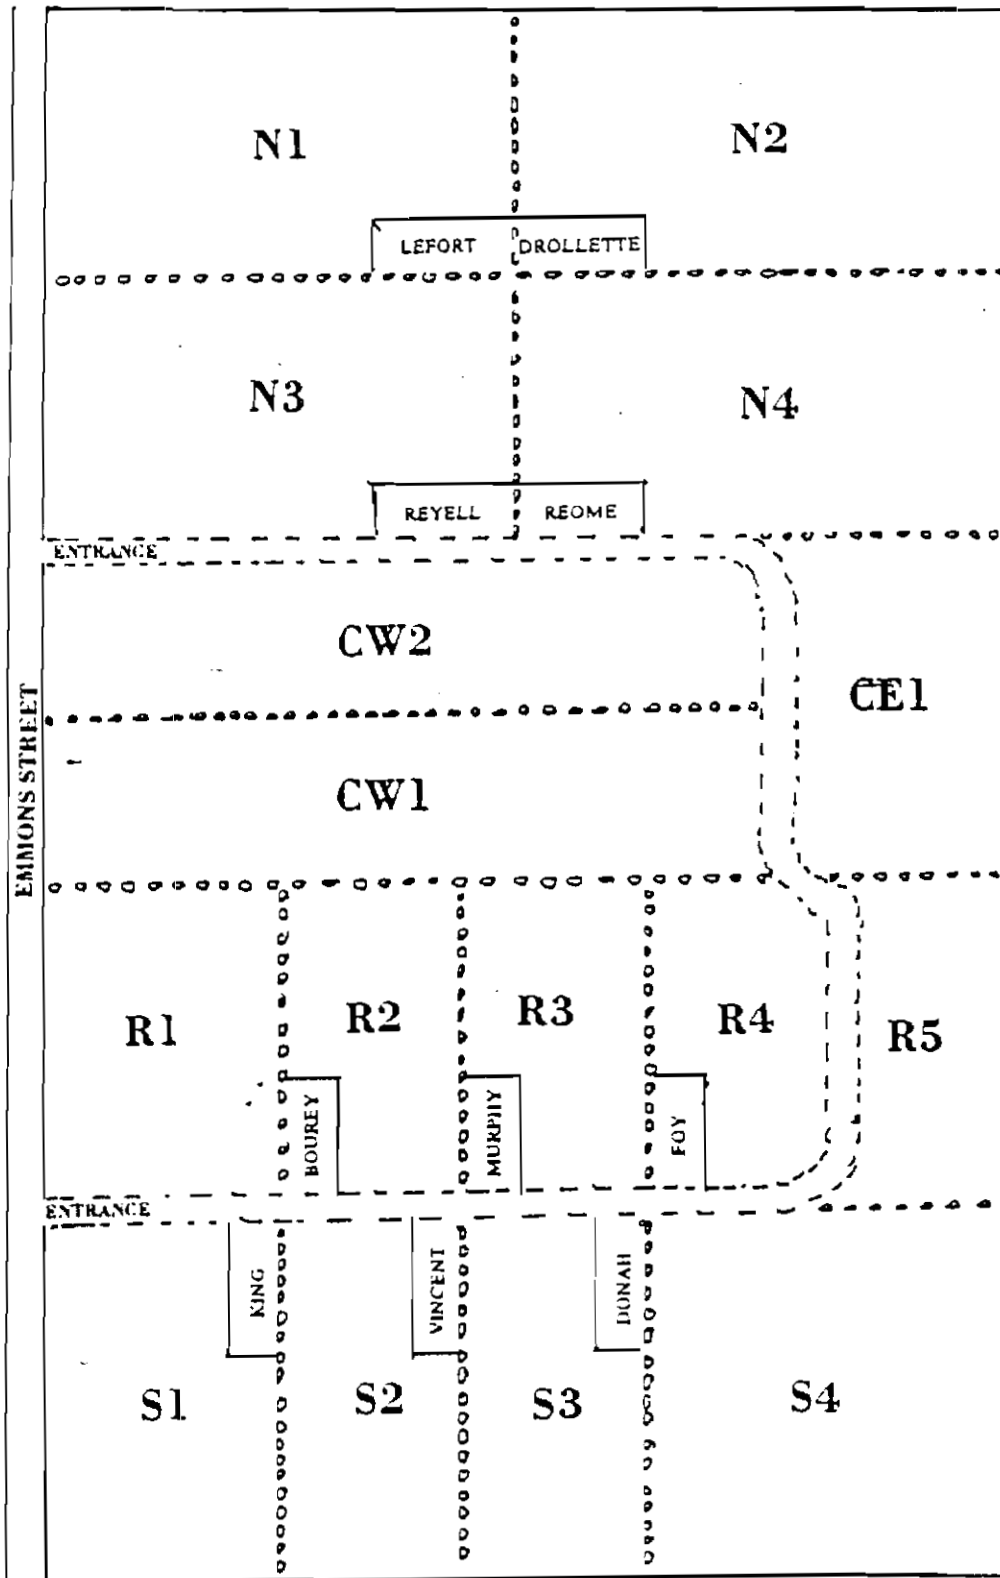 N1
N2
LEFORT
DROLLETTE
N3
N4
REYELL
REOME
ENTRANCE
CW2
CE1
EMMONS STREET
CW1
R1
R2
R3
R4
R5
BOUREY
MURPHY
FOY
ENTRANCE
KING
VINCENT
DONAH
S1
S2
S3
S4